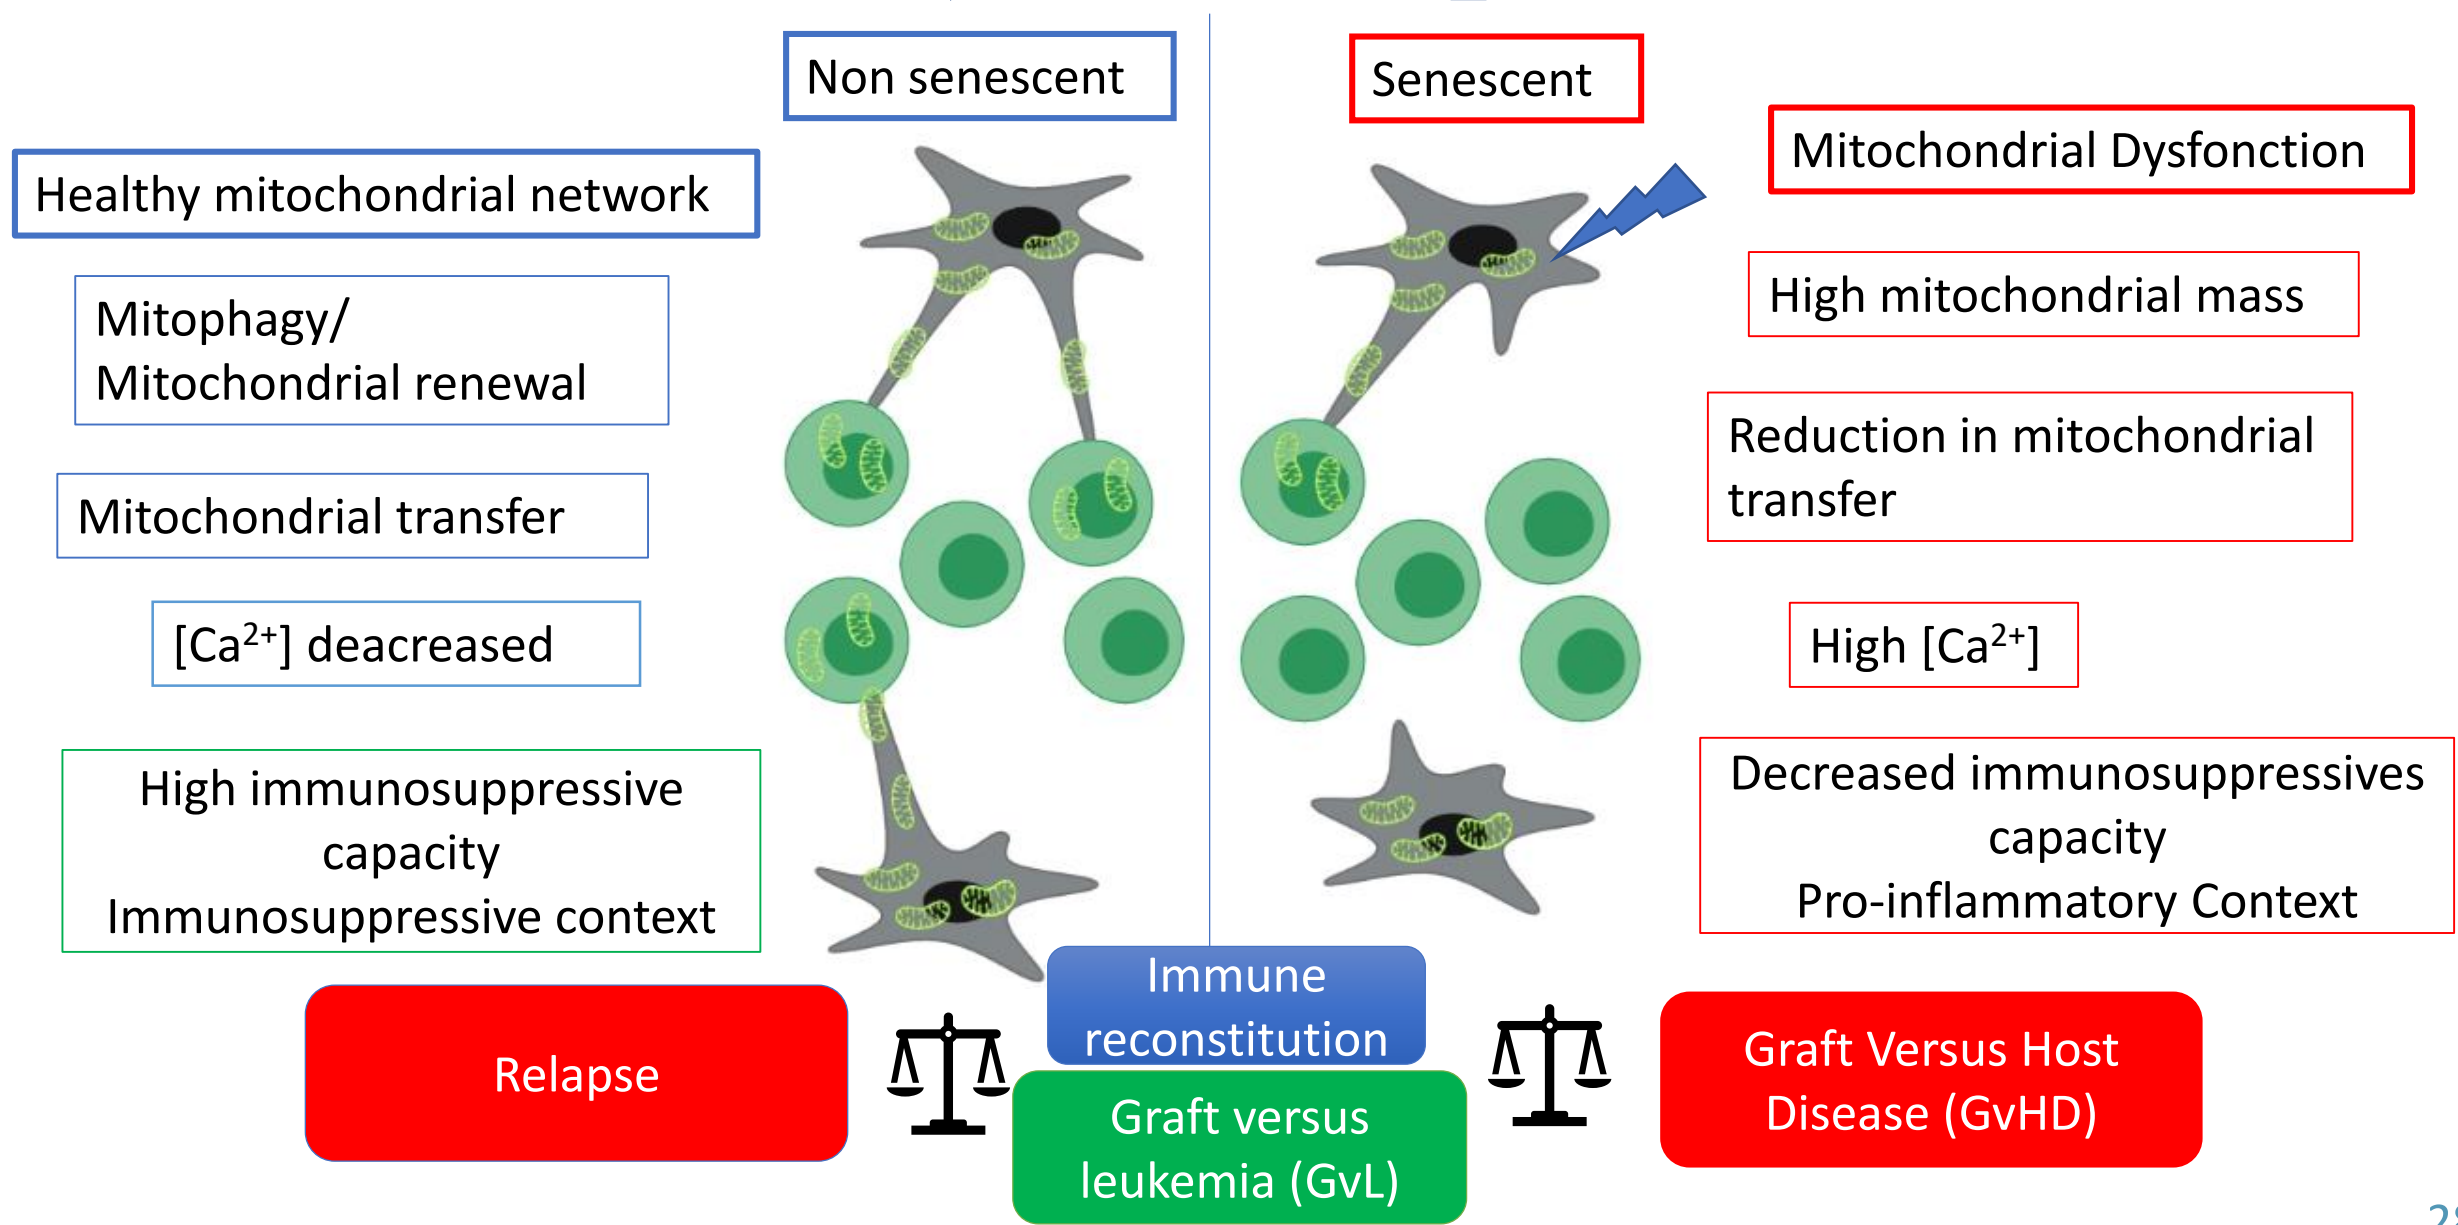 Non senescent
Senescent
Healthy mitochondrial network
Mitochondrial Dysfonction
Mitophagy/
Mitochondrial renewal
High mitochondrial mass
Mitochondrial transfer
Reduction in mitochondrial
transfer
[Ca²⁺] deacreased
High [Ca²⁺]
High immunosuppressive
capacity
Immunosuppressive context
Decreased immunosuppressives
capacity
Pro-inflammatory Context
Relapse
Immune
reconstitution
Graft versus
leukemia (GvL)
Graft Versus Host
Disease (GvHD)